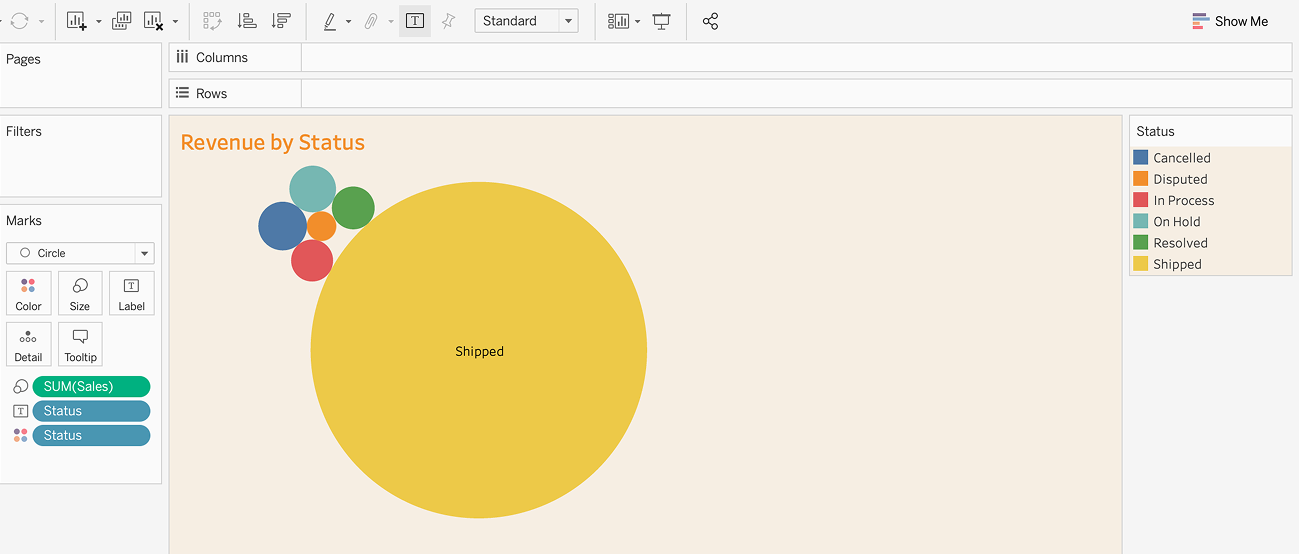 Standard
Show Me
Pages
Columns
Rows
Filters
Revenue by Status
Status
Cancelled
Disputed
In Process
On Hold
Resolved
Shipped
Marks
Circle
Color
Size
T
Label
Detail
Tooltip
SUM(Sales)
T
Status
Status
Shipped